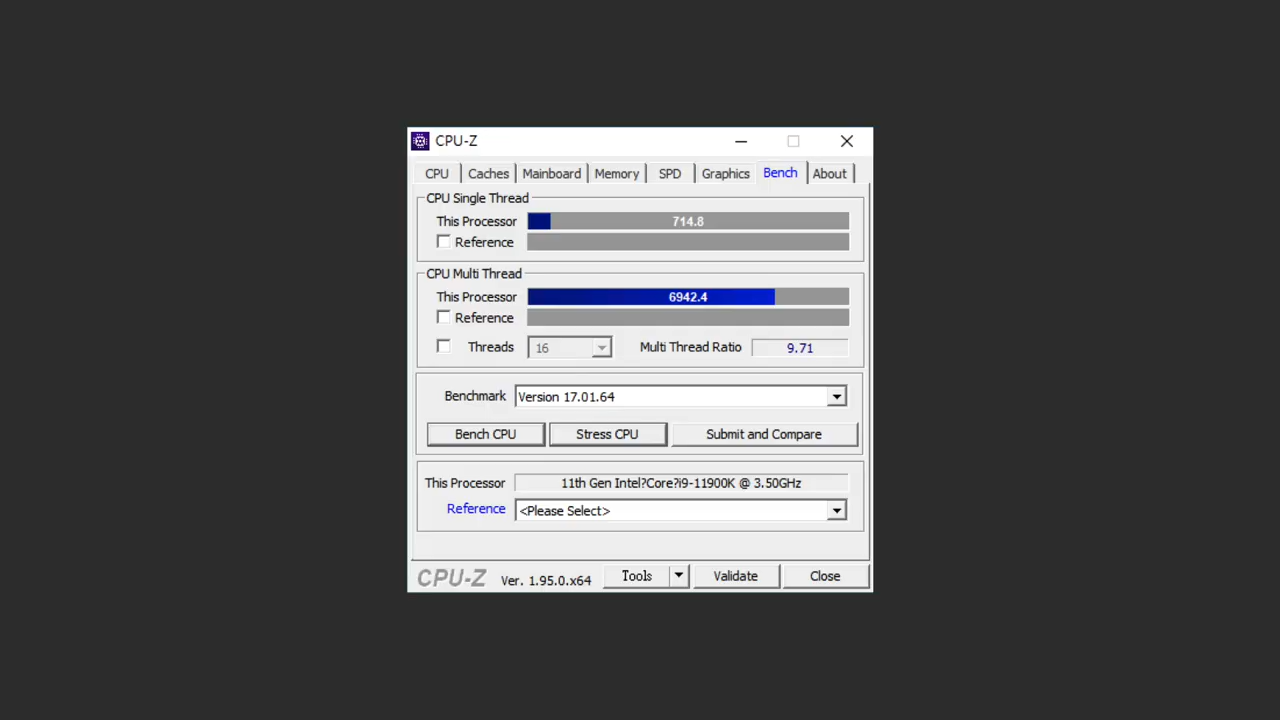 CPU-Z
CPU Caches Mainboard Memory SPD Graphics Bench About
CPU Single Thread
This Processor 714.8
Reference
CPU Multi Thread
This Processor 6942.4
Reference
Threads 16 Multi Thread Ratio 9.71
Benchmark Version 17.01.64
Bench CPU Stress CPU Submit and Compare
This Processor 11th Gen Intel?Core?i9-11900K @ 3.50GHz
Reference <Please Select>
CPU-Z Ver. 1.95.0.x64 Tools Validate Close